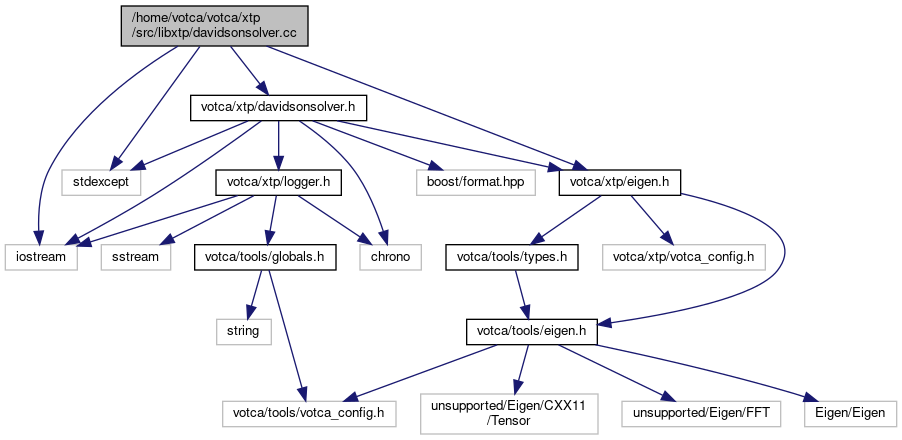 /home/votca/votca/xtp
/src/libxtp/davidsonsolver.cc
votca/xtp/davidsonsolver.h
stdexcept
votca/xtp/logger.h
boost/format.hpp
votca/xtp/eigen.h
iostream
sstream
votca/tools/globals.h
chrono
votca/tools/types.h
votca/xtp/votca_config.h
string
votca/tools/eigen.h
votca/tools/votca_config.h
unsupported/Eigen/CXX11
/Tensor
unsupported/Eigen/FFT
Eigen/Eigen